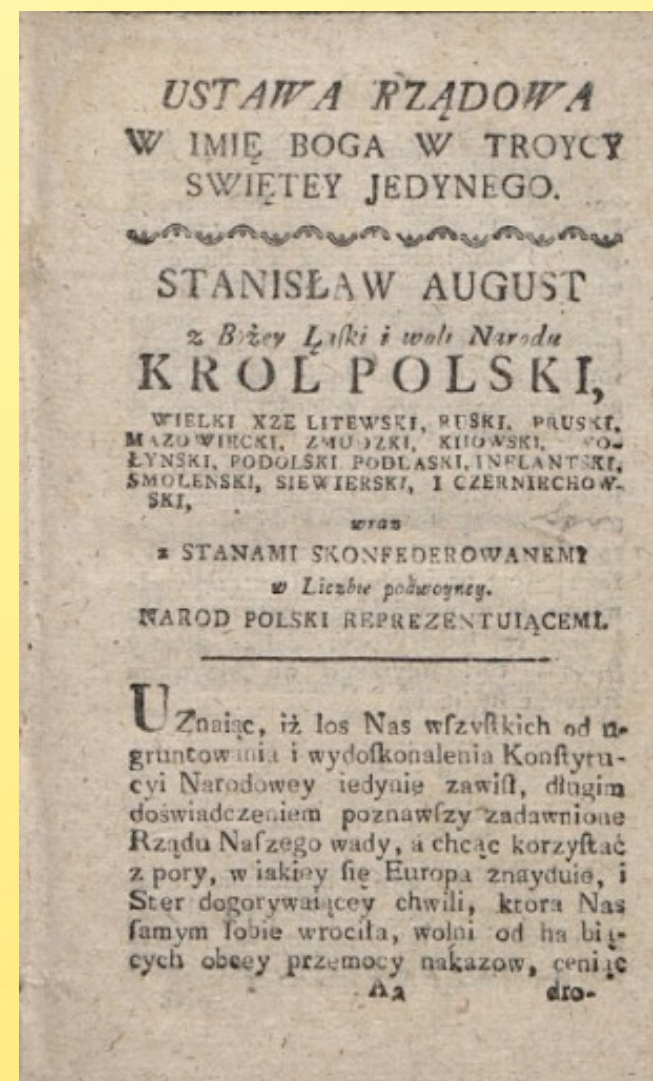 USTAWA RZĄDOWA
W IMIĘ BOGA W TROYCY
SWIĘTEY JEDYNEGO.
STANISŁAW AUGUST
z Bożey Łąſki i woli Narodu
KROL POLSKI,
WIELKI XZE LITEWSKI, RUSKI, PRUSKI,
MAZOWIECKI, ZMUDZKI, KIIOWSKI, WO-
ŁYNSKI, PODOLSKI PODLASKI, INFLANTSKI,
SMOLENSKI, SIEWIERSKI, I CZERNIECHOW-
SKI,
wraz
z STANAMI SKONFEDEROWANEMI
w Liczbie podwoyney.
NAROD POLSKI REPREZENTUIĄCEMI.
UZnaiąc, iż los Nas wſzyſtkich od u-
gruntowania i wydoſkonalenia Konſtytu-
cyi Narodowey iedynie zawiſł, długim
doświadczeniem poznawſzy zadawnione
Rządu Naſzego wady, a chcąc korzyſtać
z pory, w iakiey ſię Europa znayduie, i
Ster dogorywaiącey chwili, ktora Nas
ſamym ſobie wrociła, wolni od hańbią-
cych obcey przemocy nakazow, ceniąc
A2 dro-